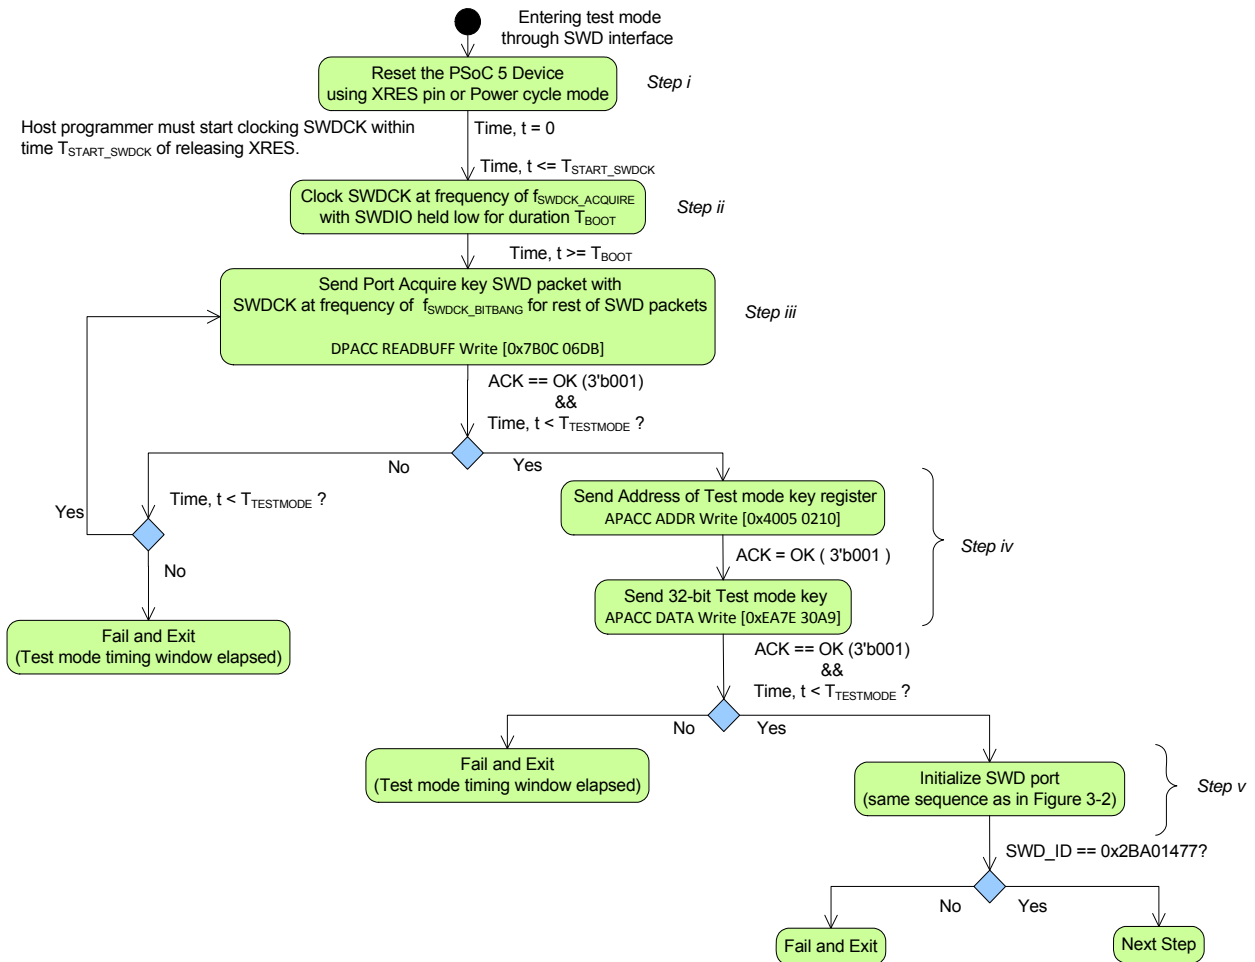 Entering test mode
through SWD interface
Reset the PSoC 5 Device
using XRES pin or Power cycle mode
Step i
Host programmer must start clocking SWDCK within
time TSTART_SWDCK of releasing XRES.
Time, t = 0
Time, t <= TSTART_SWDCK
Clock SWDCK at frequency of fSWDCK_ACQUIRE
with SWDIO held low for duration TBOOT
Step ii
Time, t >= TBOOT
Send Port Acquire key SWD packet with
SWDCK at frequency of fSWDCK_BITBANG for rest of SWD packets
DPACC READBUFF Write [0x7B0C 06DB]
Step iii
ACK == OK (3'b001)
&&
Time, t < TTESTMODE ?
No
Yes
Time, t < TTESTMODE ?
Yes
No
Fail and Exit
(Test mode timing window elapsed)
Send Address of Test mode key register
APACC ADDR Write [0x4005 0210]
ACK = OK ( 3'b001 )
Step iv
Send 32-bit Test mode key
APACC DATA Write [0xEA7E 30A9]
ACK == OK (3'b001)
&&
Time, t < TTESTMODE ?
No
Yes
Fail and Exit
(Test mode timing window elapsed)
Initialize SWD port
(same sequence as in Figure 3-2)
Step v
SWD_ID == 0x2BA01477?
No
Yes
Fail and Exit
Next Step